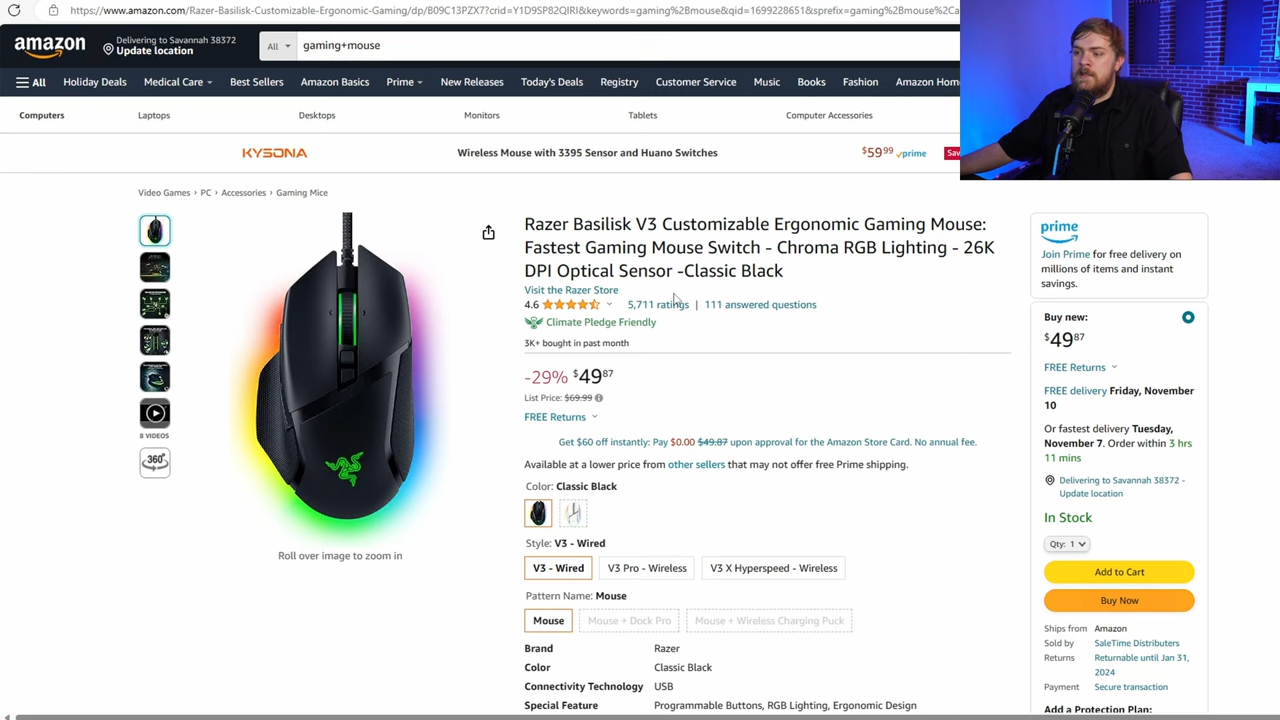 https://www.amazon.com/Razer-Basilisk-Customizable-Ergonomic-Gaming/dp/B09C13PZX7?crid=Y1D9SP82QIRI&keywords=gaming%2Bmouse&qid=1699228651&sprefix=gaming%2Bmouse%2Ca
amazon
Delivering to Savannah 38372
Update location
All
gaming+mouse
All
Holiday Deals
Medical Care
Best Sellers
Amazon Basics
Prime
New Releases
Today's Deals
Registry
Customer Service
Music
Books
Fashion
Amazon Hom
Computers
Laptops
Desktops
Monitors
Tablets
Computer Accessories
KYSONA
Wireless Mouse with 3395 Sensor and Huano Switches
$59.99 prime
Sav
Video Games › PC › Accessories › Gaming Mice
8 VIDEOS
360°
Roll over image to zoom in
Razer Basilisk V3 Customizable Ergonomic Gaming Mouse:
Fastest Gaming Mouse Switch - Chroma RGB Lighting - 26K
DPI Optical Sensor -Classic Black
Visit the Razer Store
4.6
5,711 ratings | 111 answered questions
Climate Pledge Friendly
3K+ bought in past month
-29% $49 87
List Price: $69.99
FREE Returns
Get $60 off instantly: Pay $0.00 $49.87 upon approval for the Amazon Store Card. No annual fee.
Available at a lower price from other sellers that may not offer free Prime shipping.
Color: Classic Black
Style: V3 - Wired
V3 - Wired
V3 Pro - Wireless
V3 X Hyperspeed - Wireless
Pattern Name: Mouse
Mouse
Mouse + Dock Pro
Mouse + Wireless Charging Puck
Brand Razer
Color Classic Black
Connectivity Technology USB
Special Feature Programmable Buttons, RGB Lighting, Ergonomic Design
prime
Join Prime for free delivery on
millions of items and instant
savings.
Buy new:
$49 87
FREE Returns
FREE delivery Friday, November
10
Or fastest delivery Tuesday,
November 7. Order within 3 hrs
11 mins
Delivering to Savannah 38372 -
Update location
In Stock
Qty: 1
Add to Cart
Buy Now
Ships from Amazon
Sold by SaleTime Distributers
Returns Returnable until Jan 31,
2024
Payment Secure transaction
Add a Protection Plan: